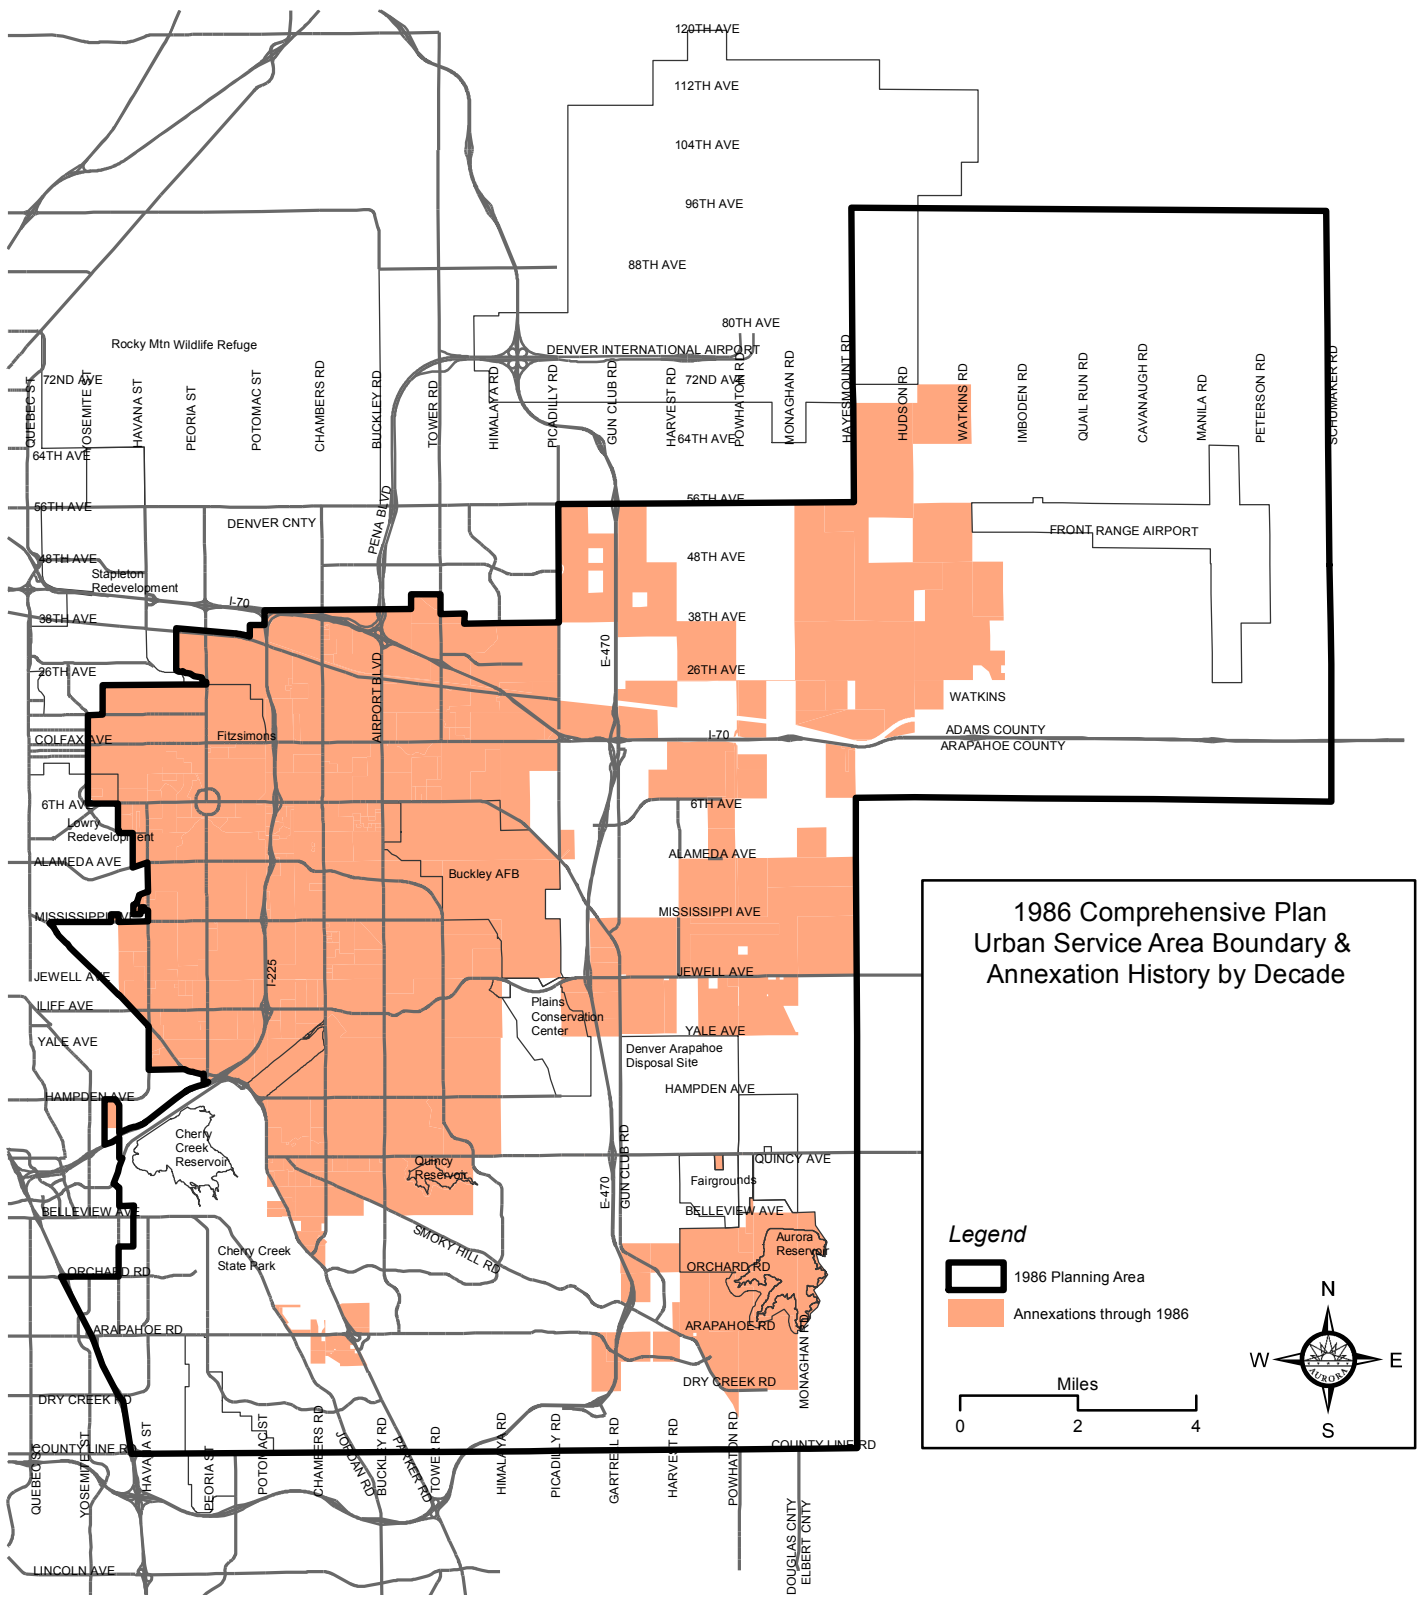 120TH AVE
112TH AVE
104TH AVE
96TH AVE
88TH AVE
80TH AVE
Rocky Mtn Wildlife Refuge
DENVER INTERNATIONAL AIRPORT
72ND AVE
72ND AVE
QUEBEC ST
YOSEMITE ST
HAVANA ST
PEORIA ST
POTOMAC ST
CHAMBERS RD
BUCKLEY RD
TOWER RD
HIMALAYA RD
PICADILLY RD
GUN CLUB RD
HARVEST RD
POWHATON RD
MONAGHAN RD
HAYESMOUNT RD
HUDSON RD
WATKINS RD
IMBODEN RD
QUAIL RUN RD
CAVANAUGH RD
MANILA RD
PETERSON RD
SCHUMAKER RD
64TH AVE
64TH AVE
56TH AVE
56TH AVE
DENVER CNTY
PENA BLVD
FRONT RANGE AIRPORT
48TH AVE
48TH AVE
Stapleton
Redevelopment
I-70
38TH AVE
38TH AVE
E-470
26TH AVE
26TH AVE
AIRPORT BLVD
WATKINS
Fitzsimons
COLFAX AVE
I-70
ADAMS COUNTY
ARAPAHOE COUNTY
6TH AVE
6TH AVE
Lowry
Redevelopment
ALAMEDA AVE
ALAMEDA AVE
Buckley AFB
MISSISSIPPI AVE
MISSISSIPPI AVE
1986 Comprehensive Plan
Urban Service Area Boundary &
Annexation History by Decade
JEWELL AVE
I-225
JEWELL AVE
ILIFF AVE
Plains
Conservation
Center
YALE AVE
YALE AVE
Denver Arapahoe
Disposal Site
HAMPDEN AVE
HAMPDEN AVE
Cherry
Creek
Reservoir
Quincy
Reservoir
E-470
GUN CLUB RD
QUINCY AVE
Fairgrounds
BELLEVIEW AVE
BELLEVIEW AVE
Cherry Creek
State Park
SMOKY HILL RD
Aurora
Reservoir
ORCHARD RD
ORCHARD RD
ARAPAHOE RD
ARAPAHOE RD
MONAGHAN RD
DRY CREEK RD
DRY CREEK RD
COUNTY LINE RD
COUNTY LINE RD
QUEBEC ST
YOSEMITE ST
HAVANA ST
PEORIA ST
POTOMAC ST
CHAMBERS RD
JORDAN RD
BUCKLEY RD
PARKER RD
TOWER RD
HIMALAYA RD
PICADILLY RD
GARTRELL RD
HARVEST RD
POWHATON RD
DOUGLAS CNTY
ELBERT CNTY
LINCOLN AVE
Legend
1986 Planning Area
Annexations through 1986
Miles
0 2 4
N
W E
S
AURORA